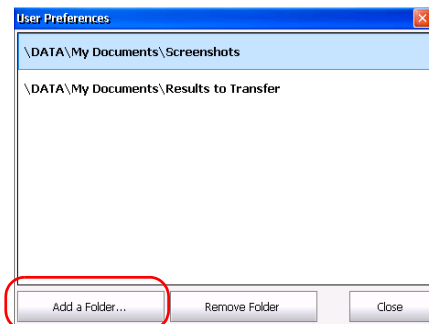 User Preferences
\DATA\My Documents\Screenshots
\DATA\My Documents\Results to Transfer
Add a Folder...
Remove Folder
Close